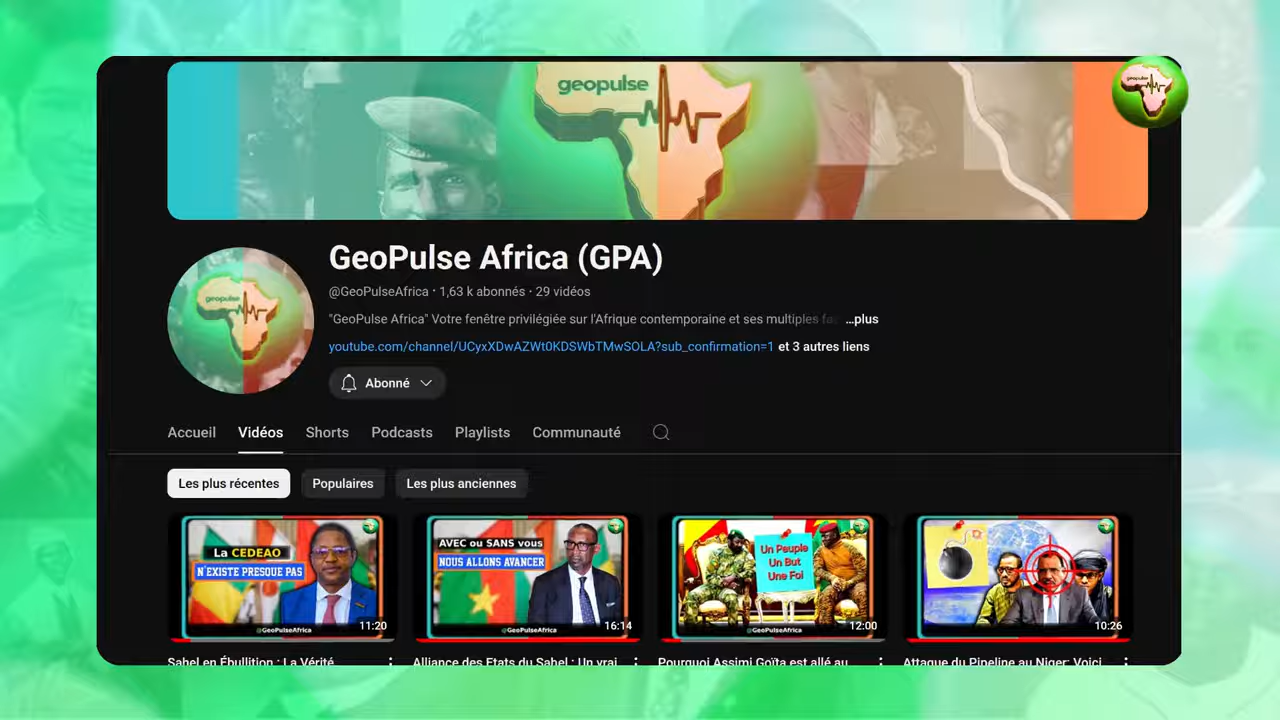 geopulse
geopulse
GeoPulse Africa (GPA)
@GeoPulseAfrica • 1,63 k abonnés • 29 vidéos
"GeoPulse Africa" Votre fenêtre privilégiée sur l'Afrique contemporaine et ses multiples ...plus
youtube.com/channel/UCyxXDwAZWt0KDSWbTMwSOLA?sub_confirmation=1 et 3 autres liens
geopulse
Abonné
Accueil Vidéos Shorts Podcasts Playlists Communauté
Les plus récentes Populaires Les plus anciennes
La CEDEAO
N'EXISTE PRESQUE PAS
@GeoPulseAfrica
11:20
AVEC ou SANS vous
NOUS ALLONS AVANCER
@GeoPulseAfrica
16:14
Un Peuple
Un But
Une Foi
@GeoPulseAfrica
12:00
10:26
Sahel en Ébullition : La Vérité
Alliance des Etats du Sahel : Un vrai
Pourquoi Assimi Goïta est allé au
Attaque du Pipeline au Niger: Voici